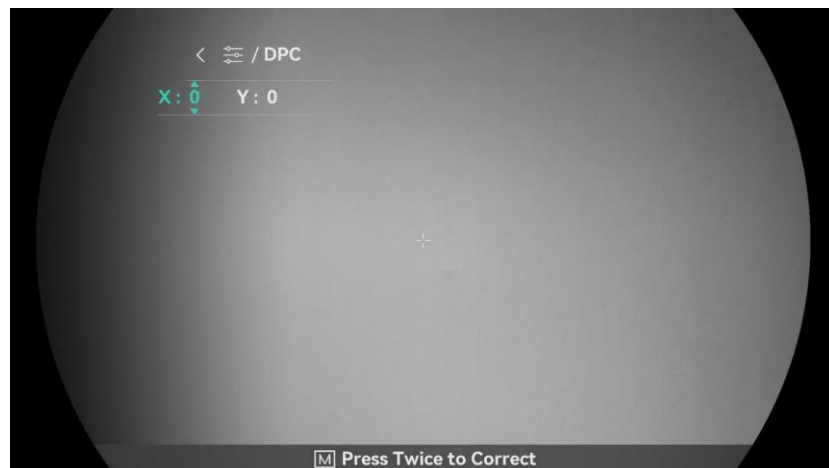 / DPC
X: 0 Y: 0
M Press Twice to Correct